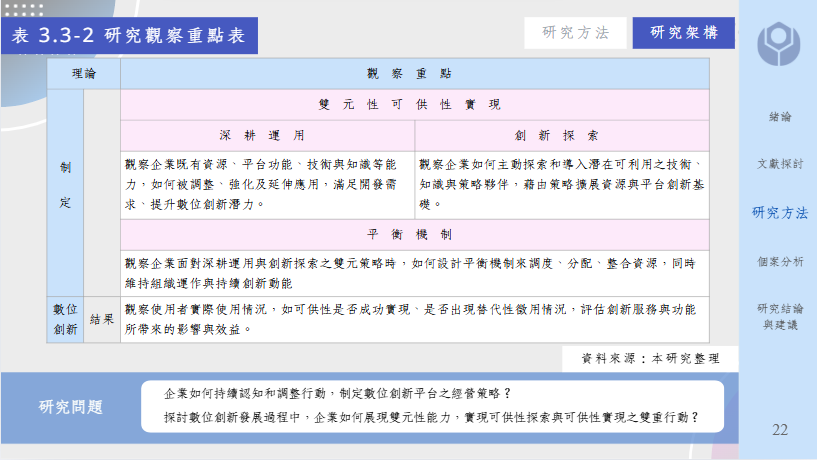 表 3.3-2 研究觀察重點表
研究方法
研究架構
理論
觀 察 重 點
制
定
雙 元 性 可 供 性 實 現
深 耕 運 用
創 新 探 索
觀察企業既有資源、平台功能、技術與知識等能
力,如何被調整、強化及延伸應用,滿足開發需
求、提升數位創新潛力。
觀察企業如何主動探索和導入潛在可利用之技術、
知識與策略夥伴,藉由策略擴展資源與平台創新基
礎。
平 衡 機 制
觀察企業面對深耕運用與創新探索之雙元策略時,如何設計平衡機制來調度、分配、整合資源,同時
維持組織運作與持續創新動能
數位
創新
結果
觀察使用者實際使用情況,如可供性是否成功實現、是否出現替代性徵用情況,評估創新服務與功能
所帶來的影響與效益。
資料來源:本研究整理
研究問題
企業如何持續認知和調整行動,制定數位創新平台之經營策略?
探討數位創新發展過程中,企業如何展現雙元性能力,實現可供性探索與可供性實現之雙重行動?
緒論
文獻探討
研究方法
個案分析
研究結論
與建議
22